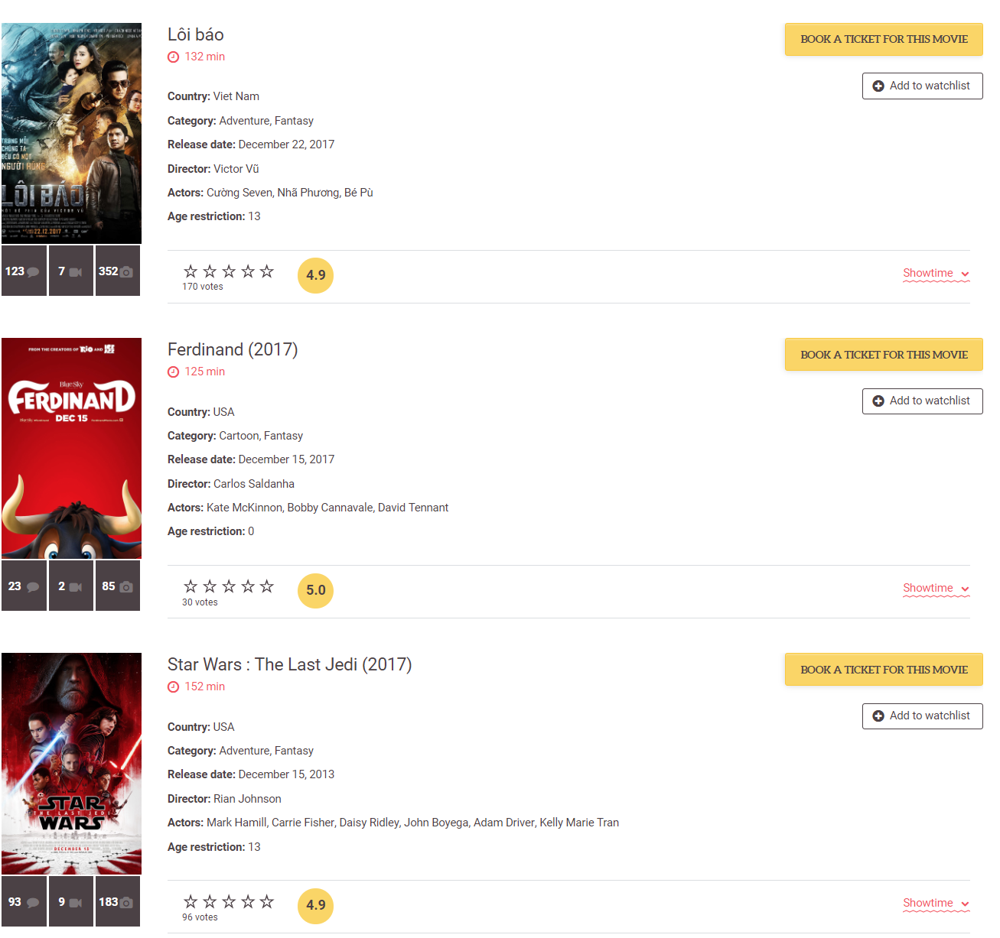 Lôi báo
132 min
BOOK A TICKET FOR THIS MOVIE
Add to watchlist
Country: Viet Nam
Category: Adventure, Fantasy
Release date: December 22, 2017
Director: Victor Vũ
Actors: Cường Seven, Nhã Phương, Bé Pù
Age restriction: 13
TRONG MỖI
CHÚNG TA
ĐỀU CÓ MỘT
NGƯỜI HÙNG
LÔI BÁO
22.12.2017
123
7
352
170 votes
4.9
Showtime
Ferdinand (2017)
125 min
BOOK A TICKET FOR THIS MOVIE
Add to watchlist
Country: USA
Category: Cartoon, Fantasy
Release date: December 15, 2017
Director: Carlos Saldanha
Actors: Kate McKinnon, Bobby Cannavale, David Tennant
Age restriction: 0
FROM THE CREATORS OF RIO AND ICE AGE
BlueSky
FERDINAND
DEC 15
23
2
85
30 votes
5.0
Showtime
Star Wars : The Last Jedi (2017)
152 min
BOOK A TICKET FOR THIS MOVIE
Add to watchlist
Country: USA
Category: Adventure, Fantasy
Release date: December 15, 2013
Director: Rian Johnson
Actors: Mark Hamill, Carrie Fisher, Daisy Ridley, John Boyega, Adam Driver, Kelly Marie Tran
Age restriction: 13
STAR
THE LAST JEDI
WARS
DECEMBER 15
93
9
183
96 votes
4.9
Showtime